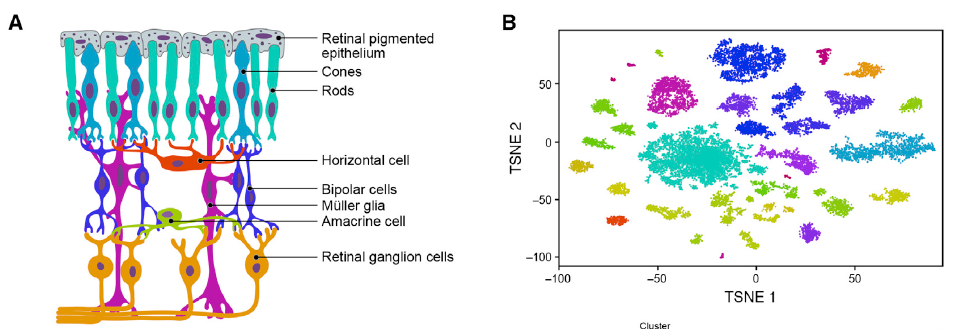 A
Retinal pigmented
epithelium
Cones
Rods
Horizontal cell
Bipolar cells
Müller glia
Amacrine cell
Retinal ganglion cells
B
TSNE 2
50
0
−50
−100
−100
−50
0
50
TSNE 1
Cluster